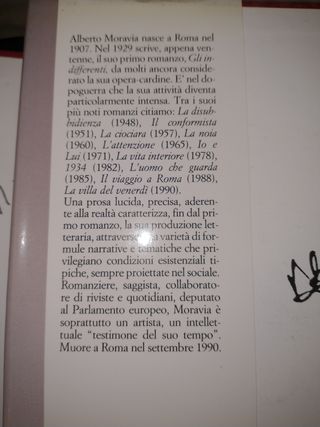 Alberto Moravia nasce a Roma nel
1907. Nel 1929 scrive, appena ven-
tenne, il suo primo romanzo, Gli in-
differenti, da molti ancora conside-
rato la sua opera-cardine. E' nel do-
poguerra che la sua attività diventa
particolarmente intensa. Tra i suoi
più noti romanzi citiamo: La disub-
bidienza (1948), Il conformista
(1951), La ciociara (1957), La noia
(1960), L'attenzione (1965), Io e
Lui (1971), La vita interiore (1978),
1934 (1982), L'uomo che guarda
(1985), Il viaggio a Roma (1988),
La villa del venerdì (1990).
Una prosa lucida, precisa, aderen-
te alla realtà caratterizza, fin dal pri-
mo romanzo, la sua produzione let-
teraria, attraverso la varietà di for-
mule narrative e tematiche che pri-
vilegiano condizioni esistenziali ti-
piche, sempre proiettate nel sociale.
Romanziere, saggista, collaborato-
re di riviste e quotidiani, deputato
al Parlamento europeo, Moravia è
soprattutto un artista, un intellet-
tuale "testimone del suo tempo".
Muore a Roma nel settembre 1990.